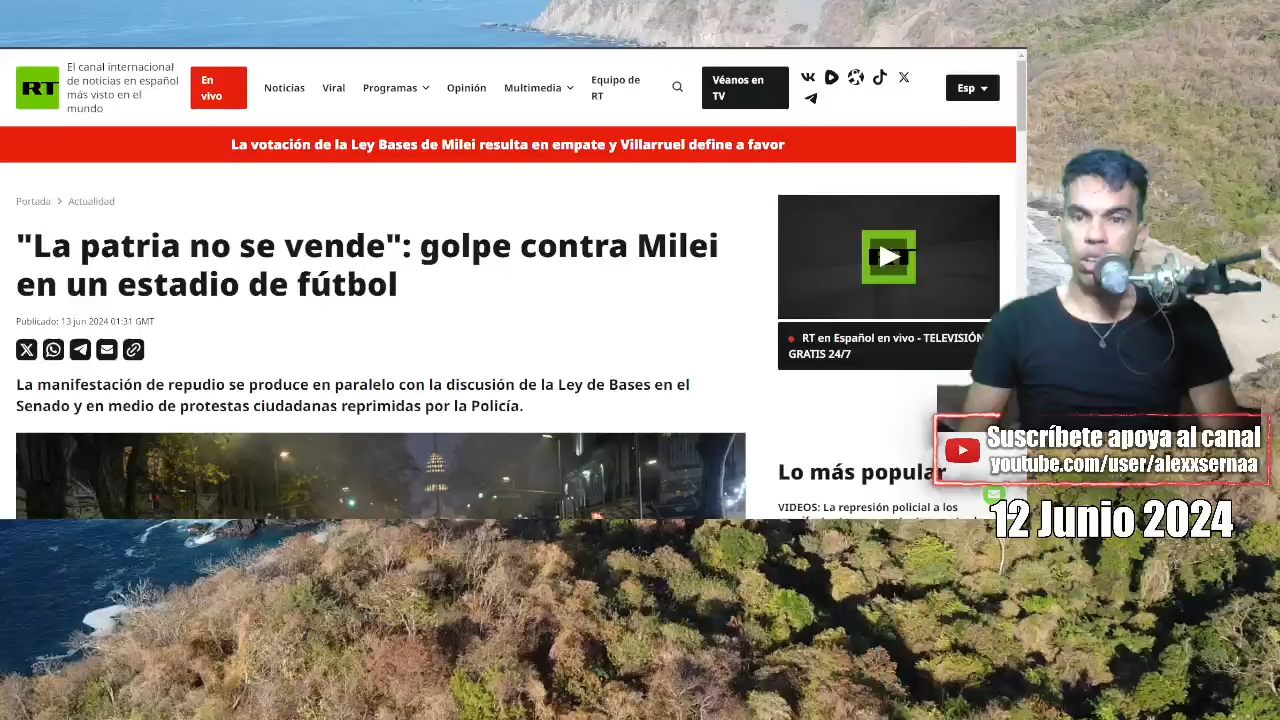 RT
El canal internacional
de noticias en español
más visto en el
mundo
En
vivo
Noticias
Viral
Programas
Opinión
Multimedia
Equipo de
RT
Véanos en
TV
Esp
La votación de la Ley Bases de Milei resulta en empate y Villarruel define a favor
Portada > Actualidad
"La patria no se vende": golpe contra Milei
en un estadio de fútbol
Publicado: 13 jun 2024 01:31 GMT
La manifestación de repudio se produce en paralelo con la discusión de la Ley de Bases en el
Senado y en medio de protestas ciudadanas reprimidas por la Policía.
RT en Español en vivo - TELEVISIÓN
GRATIS 24/7
Lo más popular
VIDEOS: La represión policial a los
Suscríbete apoya al canal
youtube.com/user/alexxsernaa
12 Junio 2024